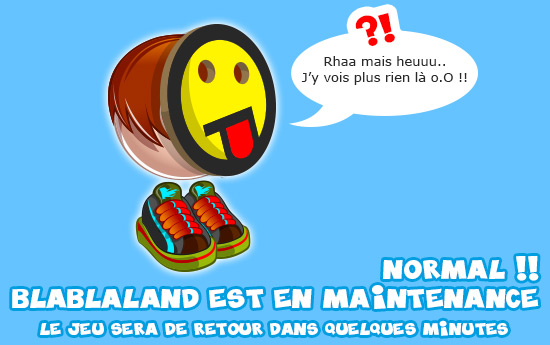 ?!
Rhaa mais heuuu..
J'y vois plus rien là o.O !!
NORMAL !!
BLABLALAND EST EN MAINTENANCE
LE JEU SERA DE RETOUR DANS QUELQUES MINUTES